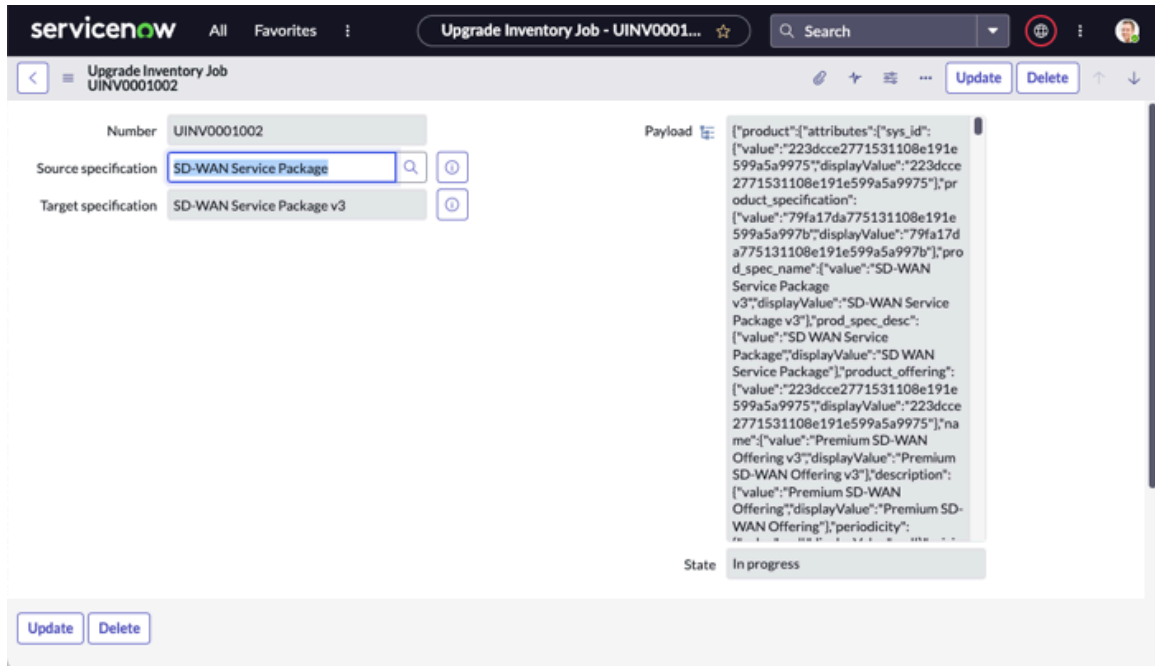 servicenow All Favorites Upgrade Inventory Job - UINV0001... Search
Upgrade Inventory Job
UINV0001002
Update Delete
Number UINV0001002
Source specification SD-WAN Service Package
Target specification SD-WAN Service Package v3
Payload
{"product":{"attributes":{"sys_id":
{"value":"223dcce2771531108e191e
599a5a9975","displayValue":"223dcce
2771531108e191e599a5a9975"},"pr
oduct_specification":
{"value":"79fa17da775131108e191e
599a5a997b","displayValue":"79fa17d
a775131108e191e599a5a997b"},"pro
d_spec_name":{"value":"SD-WAN
Service Package
v3","displayValue":"SD-WAN Service
Package v3"},"prod_spec_desc":
{"value":"SD WAN Service
Package","displayValue":"SD WAN
Service Package"},"product_offering":
{"value":"223dcce2771531108e191e
599a5a9975","displayValue":"223dcce
2771531108e191e599a5a9975"},"na
me":{"value":"Premium SD-WAN
Offering v3","displayValue":"Premium
SD-WAN Offering v3"},"description":
{"value":"Premium SD-WAN
Offering","displayValue":"Premium SD-
WAN Offering"},"periodicity":
State In progress
Update Delete